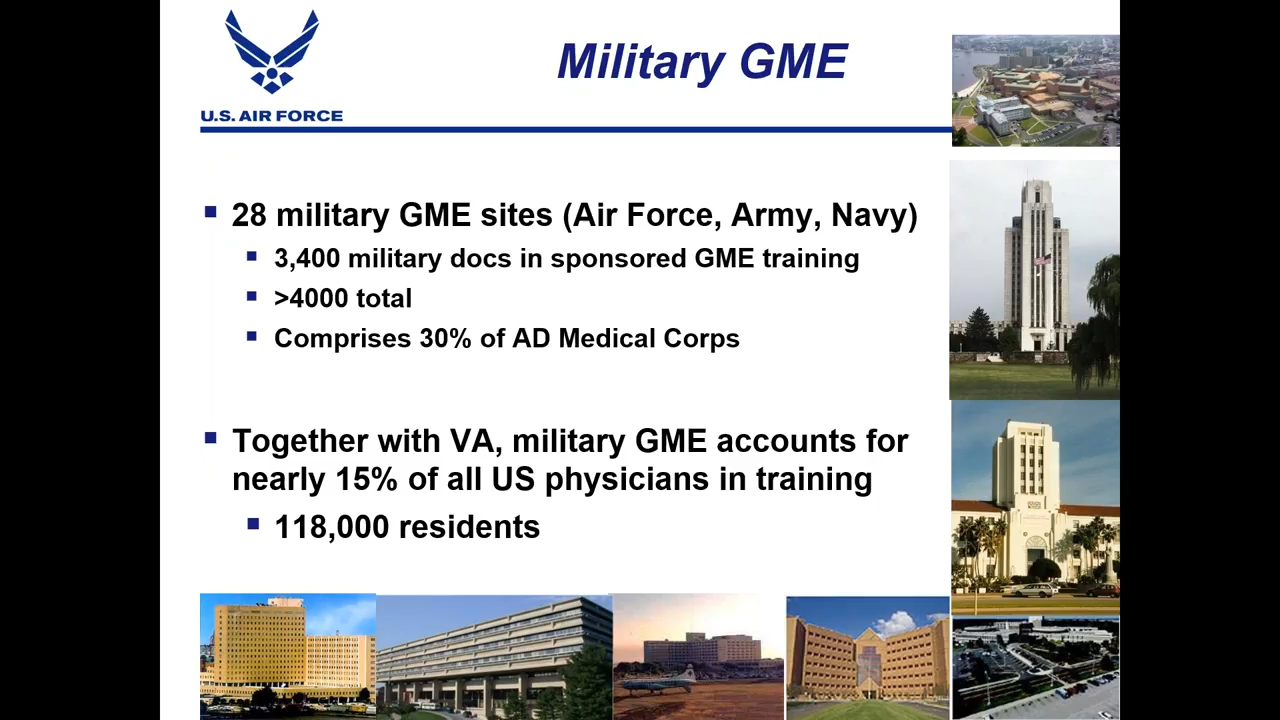 Military GME
U.S. AIR FORCE
28 military GME sites (Air Force, Army, Navy)
3,400 military docs in sponsored GME training
>4000 total
Comprises 30% of AD Medical Corps
Together with VA, military GME accounts for
nearly 15% of all US physicians in training
118,000 residents